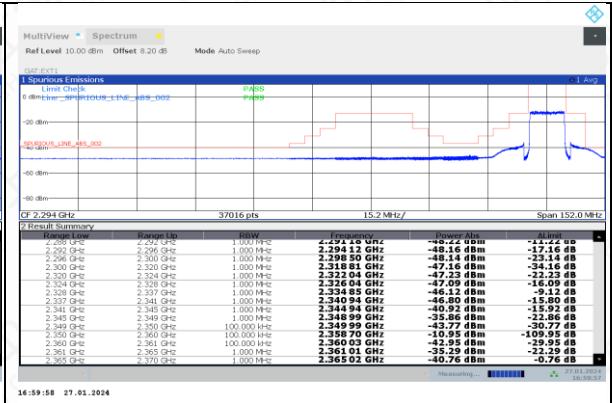 MultiView Spectrum
Ref Level 10.00 dBm Offset 8.20 dB Mode Auto Sweep
GAT:EXT1
1 Spurious Emissions 1 Avg
Limit Check PASS
0 dBm Line _SPURIOUS_LINE_ABS_002 PASS
-20 dBm
_SPURIOUS_LINE_ABS_002
-40 dBm
-60 dBm
-80 dBm
CF 2.294 GHz 37016 pts 15.2 MHz/ Span 152.0 MHz
2 Result Summary
Range Low Range Up RBW Frequency Power Abs ΔLimit
2.288 GHz 2.292 GHz 1.000 MHz 2.291 18 GHz -48.22 dBm -11.22 dB
2.292 GHz 2.296 GHz 1.000 MHz 2.294 12 GHz -48.16 dBm -17.16 dB
2.296 GHz 2.300 GHz 1.000 MHz 2.298 50 GHz -48.14 dBm -23.14 dB
2.300 GHz 2.320 GHz 1.000 MHz 2.318 81 GHz -47.16 dBm -34.16 dB
2.320 GHz 2.324 GHz 1.000 MHz 2.322 04 GHz -47.23 dBm -22.23 dB
2.324 GHz 2.328 GHz 1.000 MHz 2.326 04 GHz -47.09 dBm -16.09 dB
2.328 GHz 2.337 GHz 1.000 MHz 2.334 85 GHz -46.12 dBm -9.12 dB
2.337 GHz 2.341 GHz 1.000 MHz 2.340 94 GHz -46.80 dBm -15.80 dB
2.341 GHz 2.345 GHz 1.000 MHz 2.344 94 GHz -40.92 dBm -15.92 dB
2.345 GHz 2.349 GHz 1.000 MHz 2.348 99 GHz -35.86 dBm -22.86 dB
2.349 GHz 2.350 GHz 100.000 kHz 2.349 99 GHz -43.77 dBm -30.77 dB
2.350 GHz 2.360 GHz 100.000 kHz 2.358 70 GHz -10.95 dBm -109.95 dB
2.360 GHz 2.361 GHz 100.000 kHz 2.360 03 GHz -42.95 dBm -29.95 dB
2.361 GHz 2.365 GHz 1.000 MHz 2.361 01 GHz -35.29 dBm -22.29 dB
2.365 GHz 2.370 GHz 1.000 MHz 2.365 02 GHz -40.76 dBm -0.76 dB
Measuring... 27.01.2024
16:59:57
16:59:58 27.01.2024